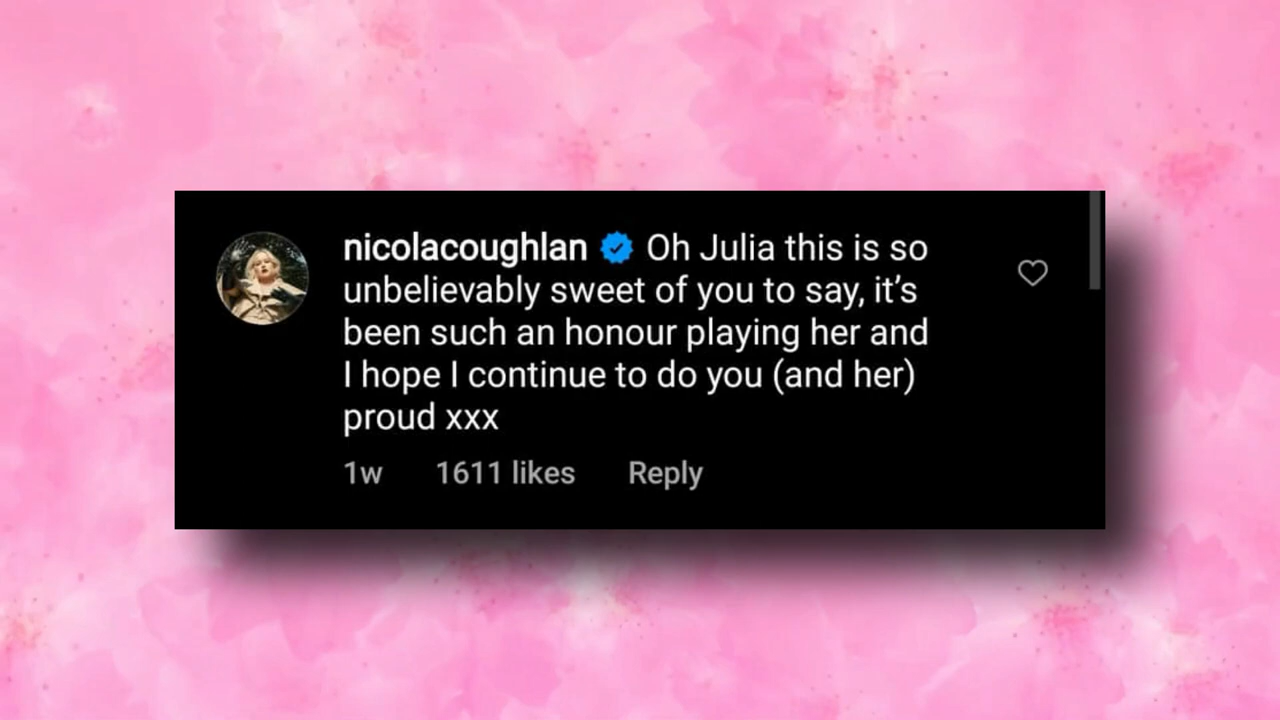 nicolacoughlan Oh Julia this is so
unbelievably sweet of you to say, it’s
been such an honour playing her and
I hope I continue to do you (and her)
proud xxx
1w 1611 likes Reply